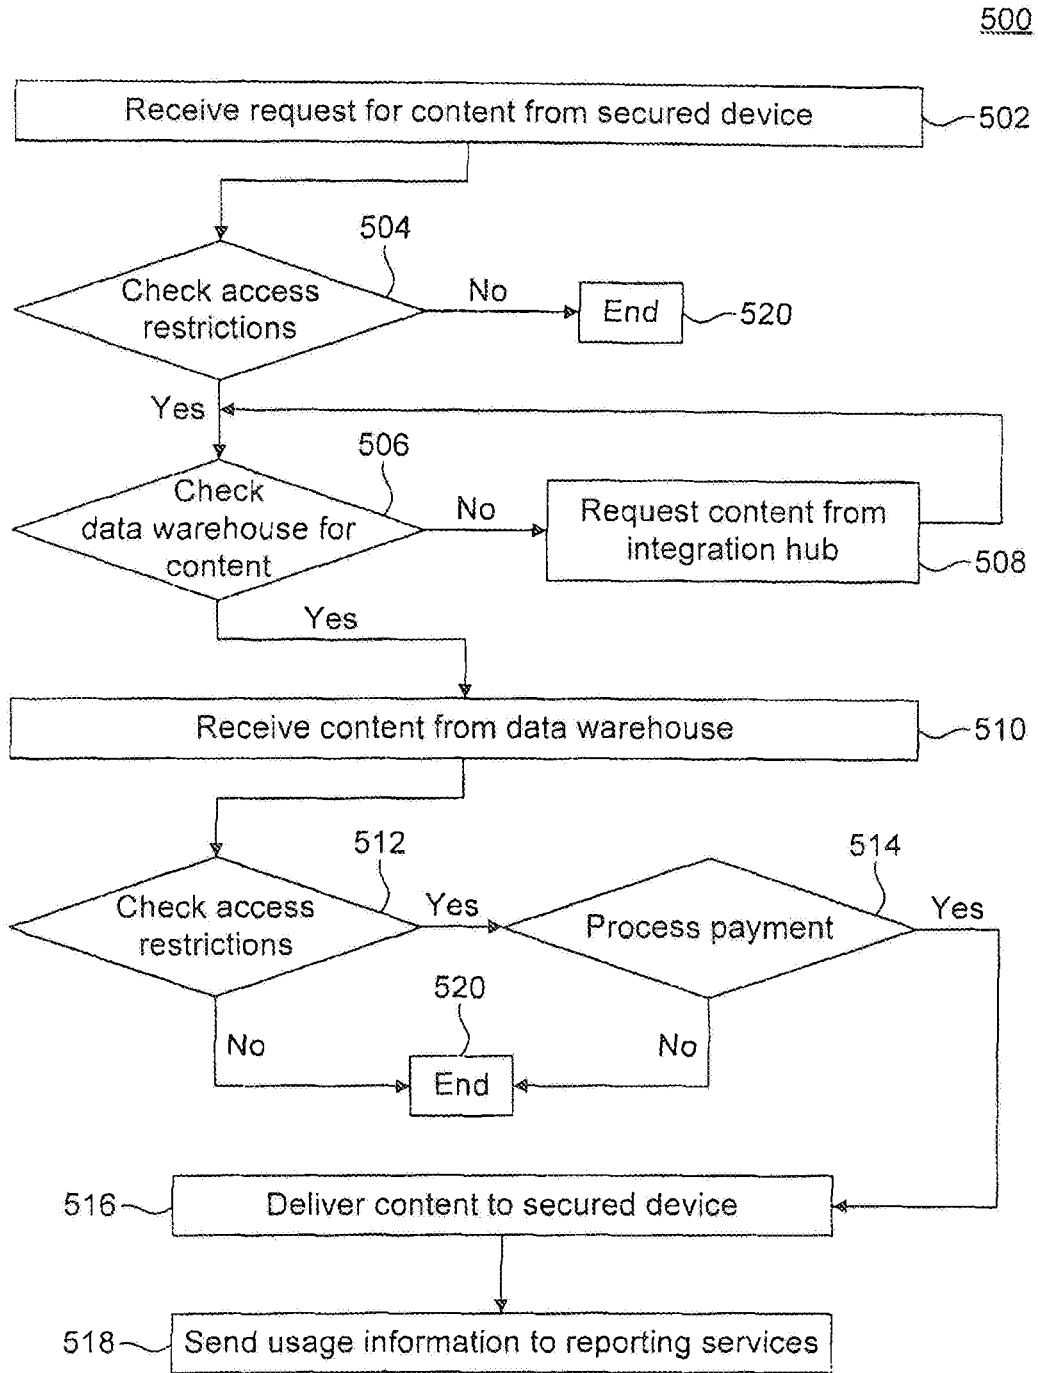 500
Receive request for content from secured device
502
504
Check access
restrictions
No
End
520
Yes
506
Check
data warehouse for
content
No
Request content from
integration hub
508
Yes
Receive content from data warehouse
510
512
Check access
restrictions
Yes
514
Process payment
Yes
520
No
No
End
516
Deliver content to secured device
518
Send usage information to reporting services